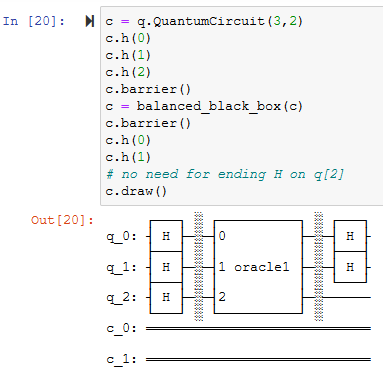 In [20]:
c = q.QuantumCircuit(3,2)
c.h(0)
c.h(1)
c.h(2)
c.barrier()
c = balanced_black_box(c)
c.barrier()
c.h(0)
c.h(1)
# no need for ending H on q[2]
c.draw()
Out[20]:
q_0: H 0 H
q_1: H 1 oracle1 H
q_2: H 2
c_0:
c_1: